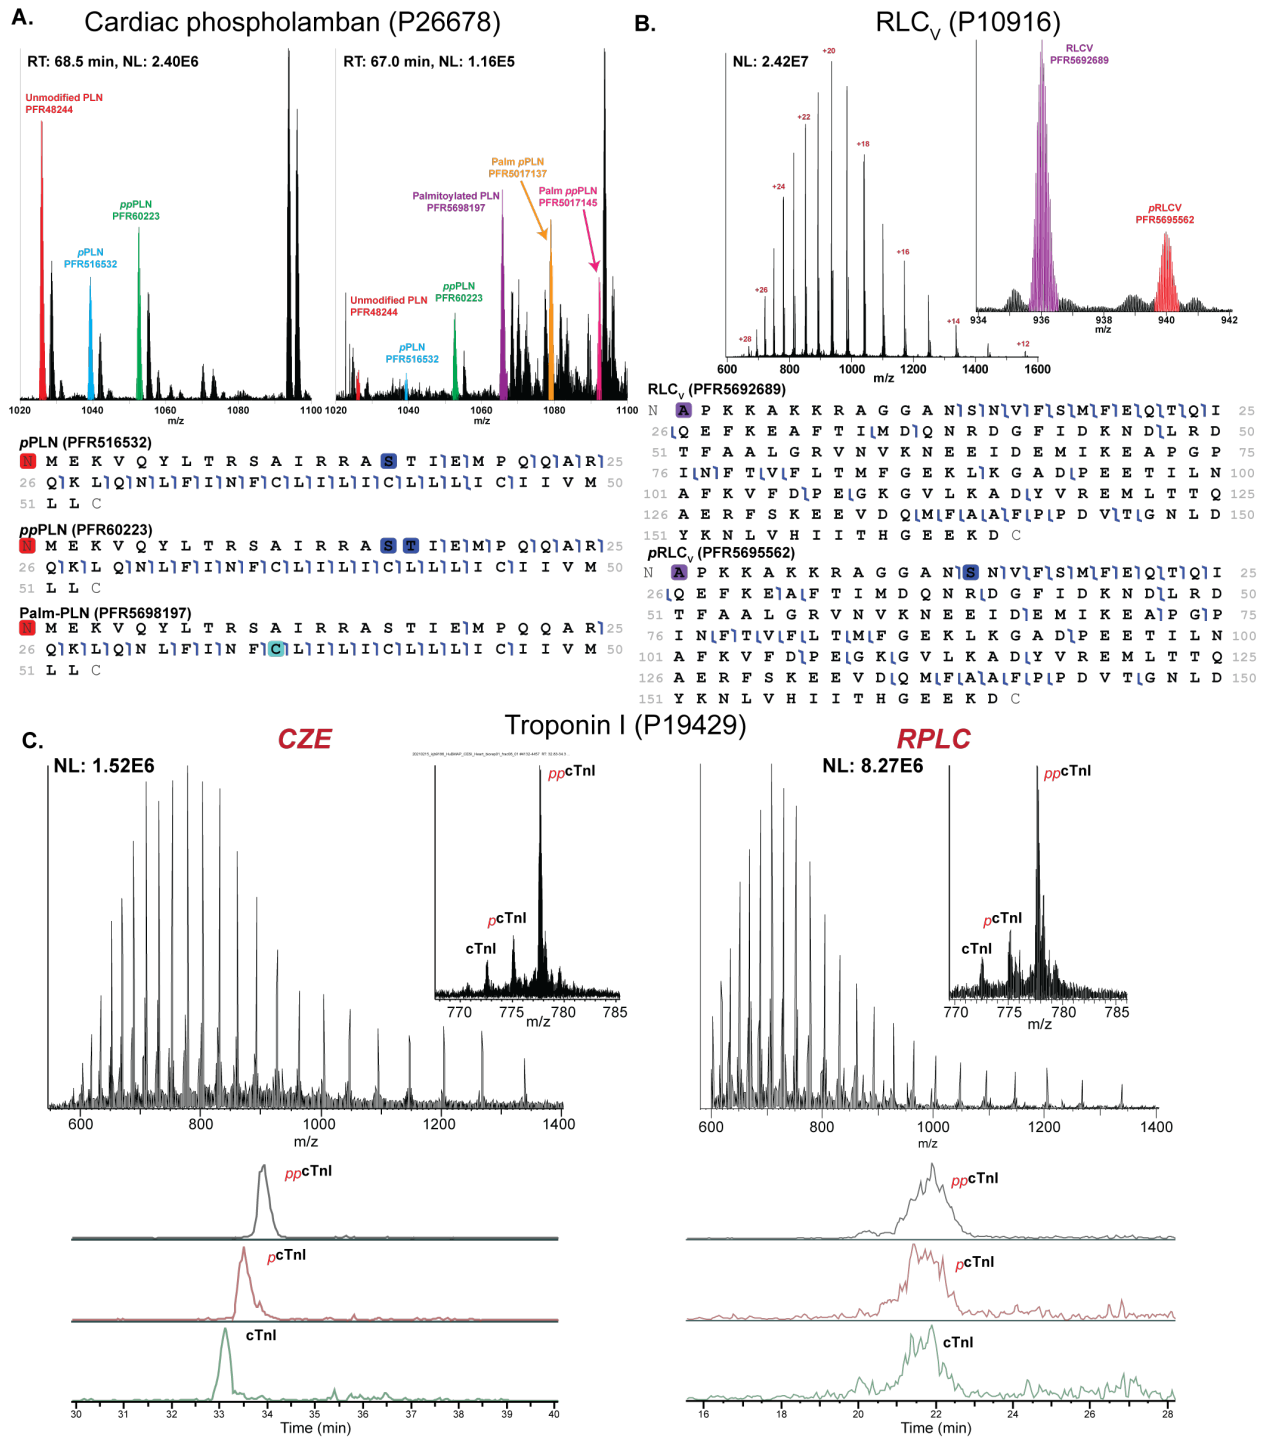 A.
Cardiac phospholamban (P26678)
RT: 68.5 min, NL: 2.40E6
Unmodified PLN
PFR48244
ppPLN
PFR60223
pPLN
PFR516532
1020 1040 1060 1080 1100
m/z
RT: 67.0 min, NL: 1.16E5
Palm pPLN
PFR5017137
Palmitoylated PLN
PFR5698197
Palm ppPLN
PFR5017145
Unmodified PLN
PFR48244
ppPLN
PFR60223
pPLN
PFR516532
1020 1040 1060 1080 1100
m/z
pPLN (PFR516532)
N M E K V Q Y L T R S A I R R A S T I E M P Q Q A R 25
26 Q K L Q N L F I N F C L I L I C L L L I C I I V M 50
51 L L C
ppPLN (PFR60223)
N M E K V Q Y L T R S A I R R A S T I E M P Q Q A R 25
26 Q K L Q N L F I N F C L I L I C L L L I C I I V M 50
51 L L C
Palm-PLN (PFR5698197)
N M E K V Q Y L T R S A I R R A S T I E M P Q Q A R 25
26 Q K L Q N L F I N F C L I L I C L L L I C I I V M 50
51 L L C
B.
RLCV (P10916)
NL: 2.42E7
+20
+22
+18
+24
+16
+26
+14
+28
+12
600 800 1000 1200 1400 1600
m/z
RLCV
PFR5692689
pRLCV
PFR5695562
934 936 938 940 942
m/z
RLCV (PFR5692689)
N A P K K A K K R A G G A N S N V F S M F E Q T Q I 25
26 Q E F K E A F T I M D Q N R D G F I D K N D L R D 50
51 T F A A L G R V N V K N E E I D E M I K E A P G P 75
76 I N F T V F L T M F G E K L K G A D P E E T I L N 100
101 A F K V F D P E G K G V L K A D Y V R E M L T T Q 125
126 A E R F S K E E V D Q M F A A F P P D V T G N L D 150
151 Y K N L V H I I T H G E E K D C
pRLCV (PFR5695562)
N A P K K A K K R A G G A N S N V F S M F E Q T Q I 25
26 Q E F K E A F T I M D Q N R D G F I D K N D L R D 50
51 T F A A L G R V N V K N E E I D E M I K E A P G P 75
76 I N F T V F L T M F G E K L K G A D P E E T I L N 100
101 A F K V F D P E G K G V L K A D Y V R E M L T T Q 125
126 A E R F S K E E V D Q M F A A F P P D V T G N L D 150
151 Y K N L V H I I T H G E E K D C
C.
Troponin I (P19429)
CZE
NL: 1.52E6
ppcTnI
pcTnI
cTnI
770 775 780 785
m/z
600 800 1000 1200 1400
m/z
ppcTnI
pcTnI
cTnI
30 31 32 33 34 35 36 37 38 39 40
Time (min)
RPLC
NL: 8.27E6
ppcTnI
pcTnI
cTnI
770 775 780 785
m/z
600 800 1000 1200 1400
m/z
ppcTnI
pcTnI
cTnI
16 18 20 22 24 26 28
Time (min)